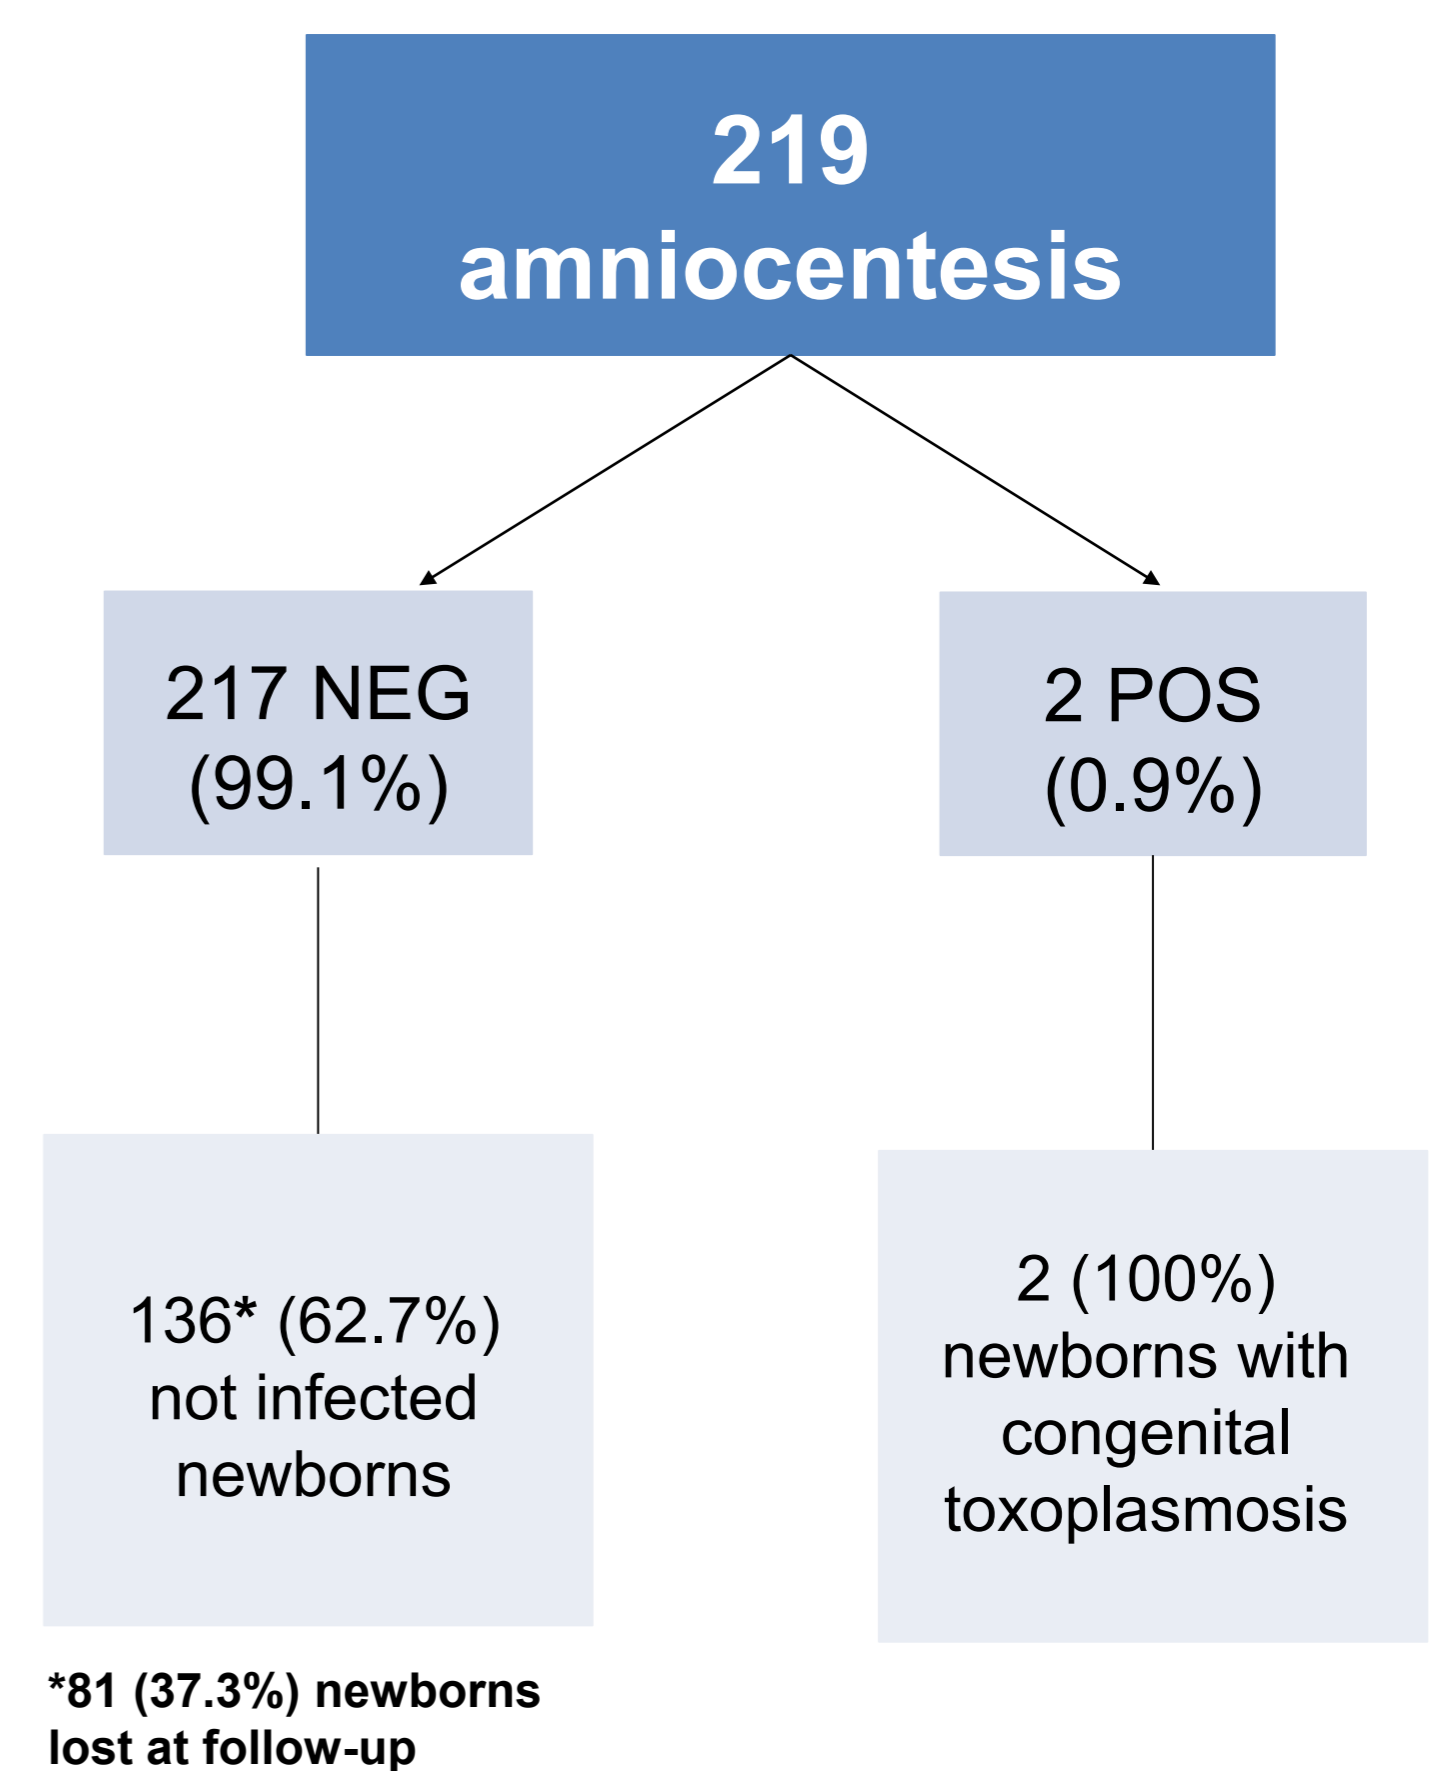 219
amniocentesis
217 NEG
(99.1%)
2 POS
(0.9%)
136* (62.7%)
not infected
newborns
2 (100%)
newborns with
congenital
toxoplasmosis
*81 (37.3%) newborns
lost at follow-up